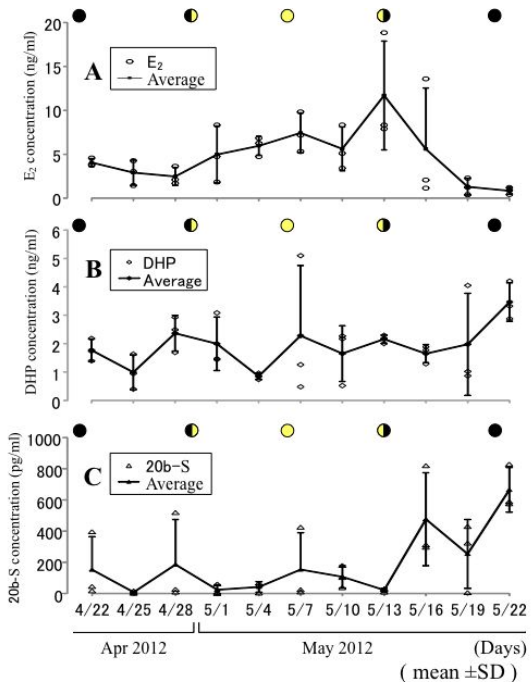 20
15
10
5
0
E₂ concentration (ng/ml)
A
E₂
Average
6
5
4
3
2
1
0
DHP concentration (ng/ml)
B
DHP
Average
1000
800
600
400
200
0
20b-S concentration (pg/ml)
C
20b-S
Average
4/22 4/25 4/28 5/1 5/4 5/7 5/10 5/13 5/16 5/19 5/22
Apr 2012 May 2012 (Days)
( mean ±SD )